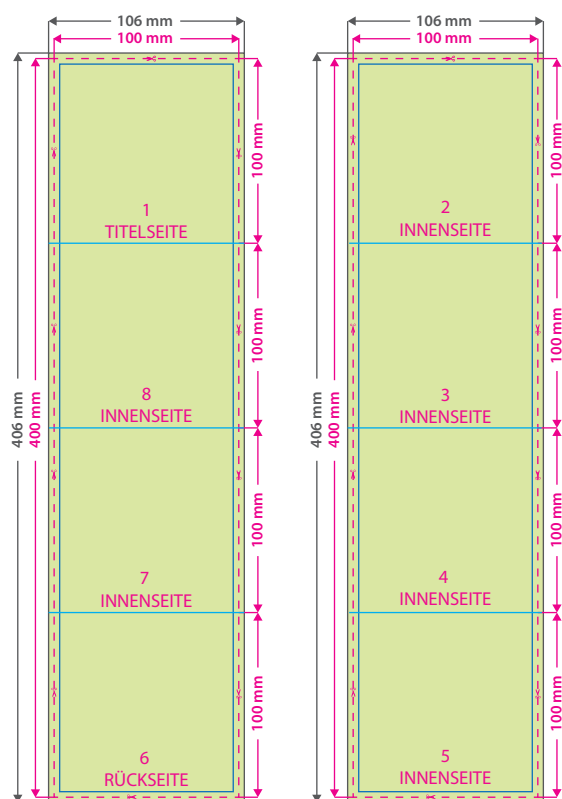 106 mm
100 mm
406 mm
400 mm
100 mm
1
TITELSEITE
100 mm
8
INNENSEITE
100 mm
7
INNENSEITE
100 mm
6
RÜCKSEITE
106 mm
100 mm
406 mm
400 mm
100 mm
2
INNENSEITE
100 mm
3
INNENSEITE
100 mm
4
INNENSEITE
100 mm
5
INNENSEITE